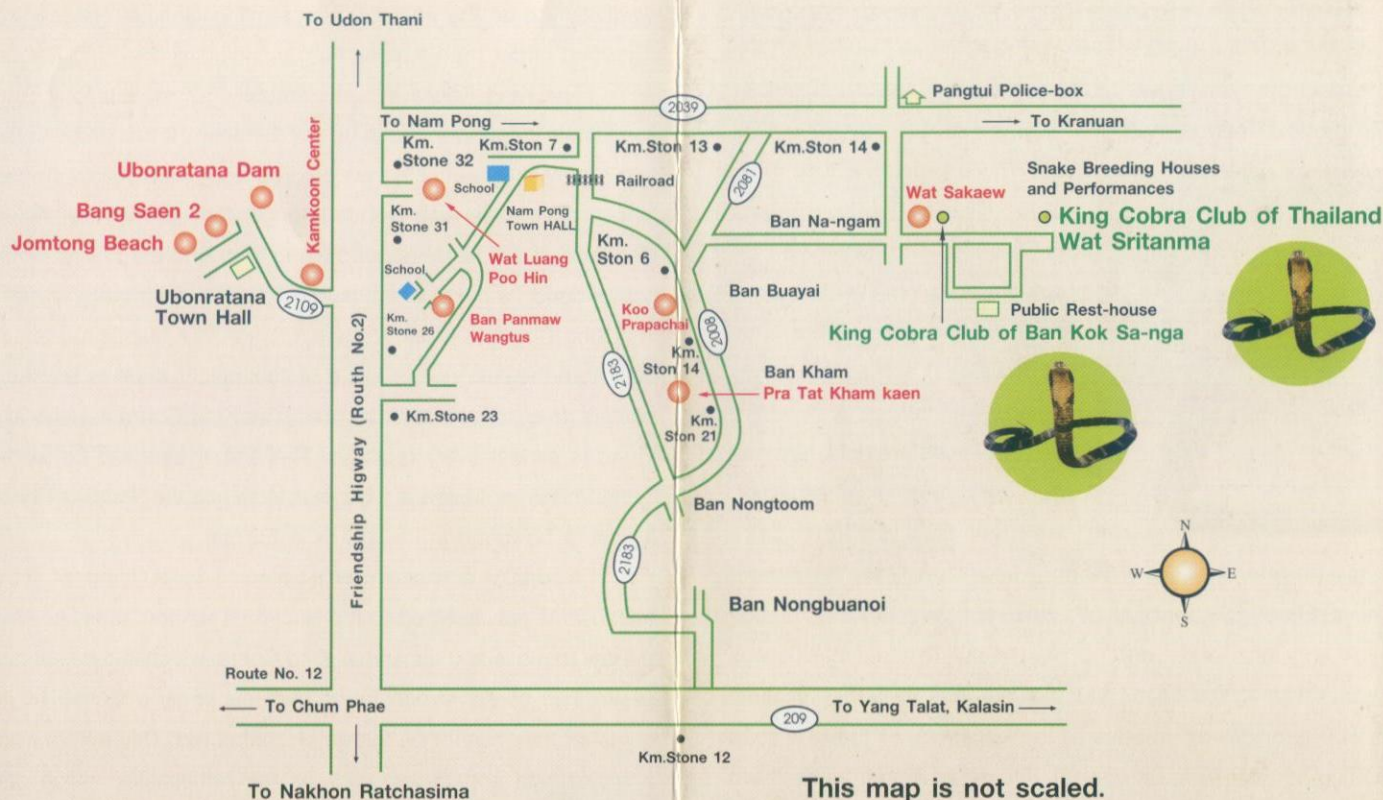 To Udon Thani
2039
Pangtui Police-box
To Nam Pong
To Kranuan
Km.
Stone 32
Km.Ston 7
Km.Ston 13
Km.Ston 14
Ubonratana Dam
Bang Saen 2
Jomtong Beach
Kamkoon Center
Ubonratana
Town Hall
2109
School
Railroad
2081
Snake Breeding Houses
and Performances
Wat Sakaew
King Cobra Club of Thailand
Wat Sritanma
Km.
Stone 31
Nam Pong
Town HALL
Ban Na-ngam
Wat Luang
Poo Hin
Km.
Ston 6
School
Km.
Stone 26
Ban Panmaw
Wangtus
Koo
Prapachai
Ban Buayai
2008
Public Rest-house
King Cobra Club of Ban Kok Sa-nga
Friendship Higway (Routh No.2)
2183
Km.
Ston 14
Ban Kham
Pra Tat Kham kaen
Km.Stone 23
Km.
Ston 21
Ban Nongtoom
2183
N
W
E
S
Ban Nongbuanoi
Route No. 12
To Chum Phae
209
To Yang Talat, Kalasin
Km.Stone 12
To Nakhon Ratchasima
This map is not scaled.